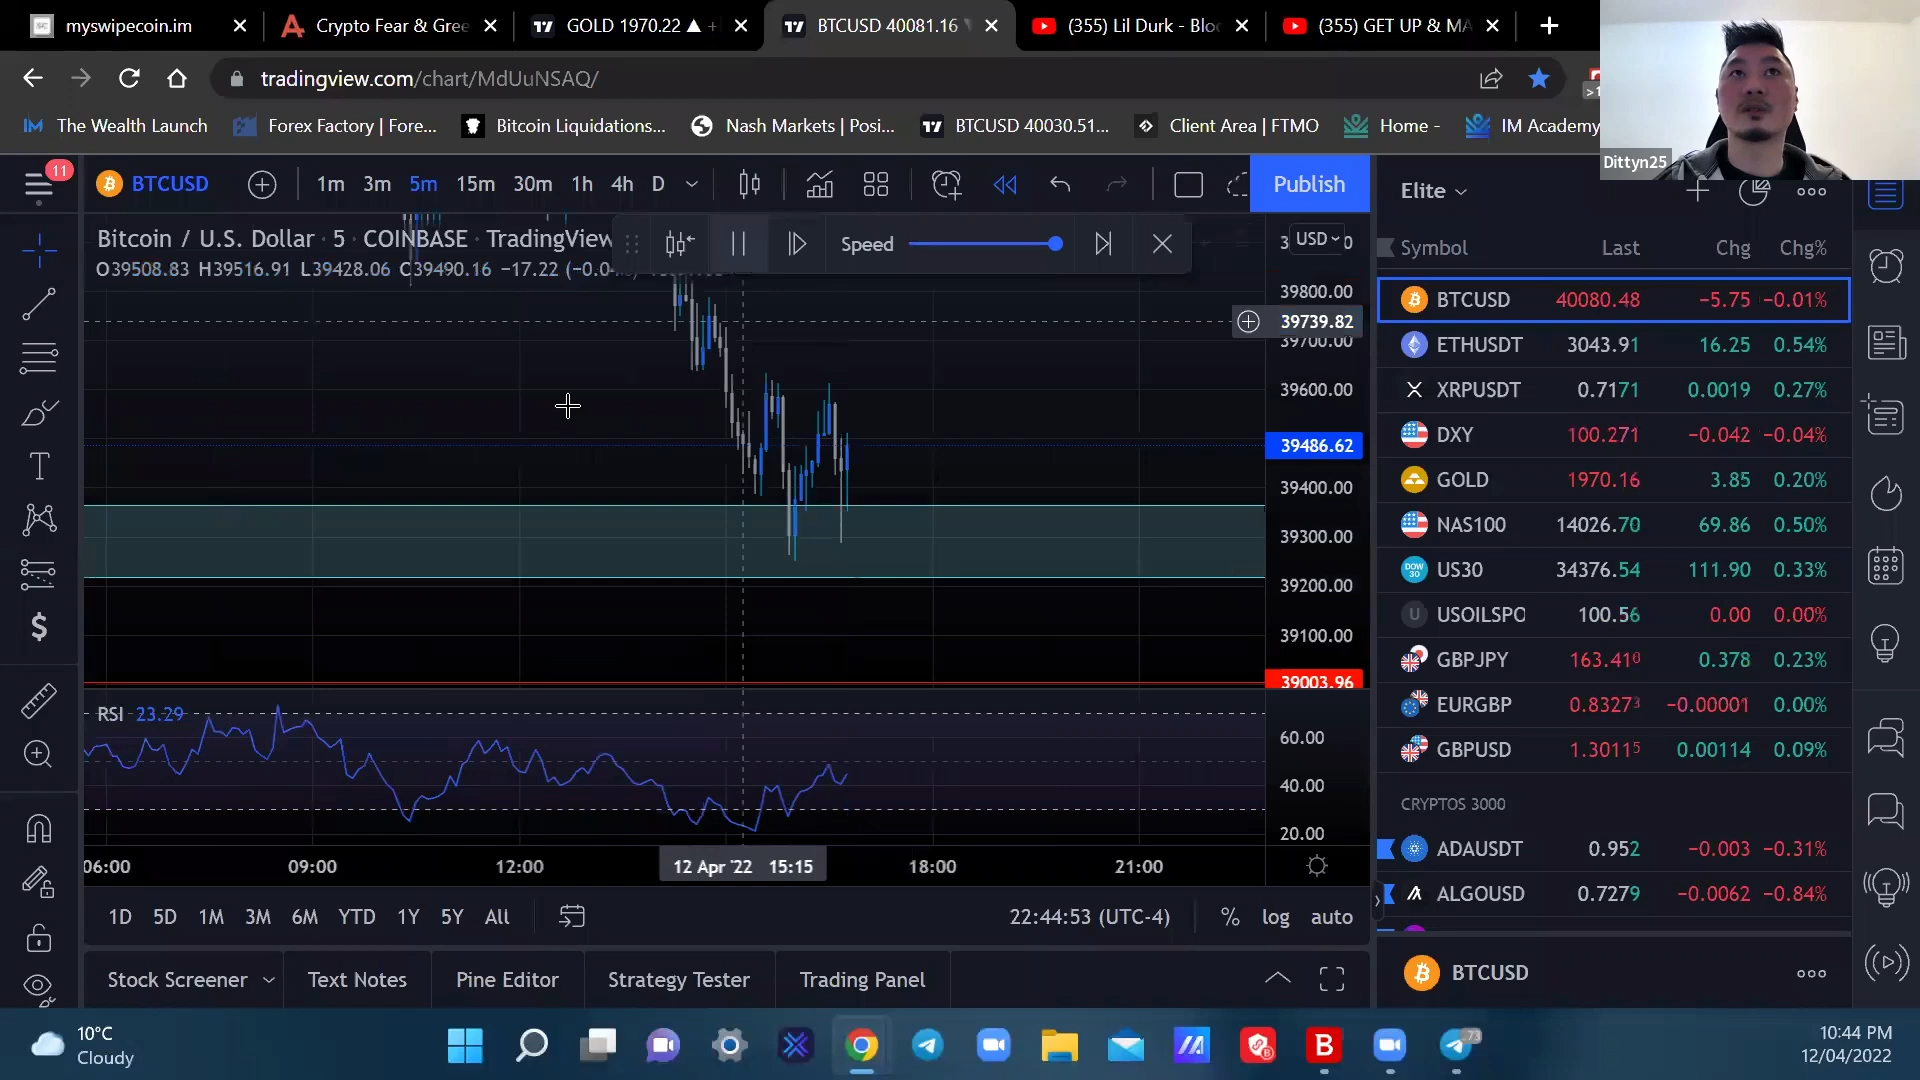 myswipecoin.im
Crypto Fear & Gree
GOLD 1970.22 ▲ +
BTCUSD 40081.16
(355) Lil Durk - Blo
(355) GET UP & MA
tradingview.com/chart/MdUuNSAQ/
The Wealth Launch
Forex Factory | Fore...
Bitcoin Liquidations...
Nash Markets | Posi...
BTCUSD 40030.51...
Client Area | FTMO
Home -
IM Academy
Dittyn25
11
BTCUSD
1m 3m 5m 15m 30m 1h 4h D
Publish
Elite
Bitcoin / U.S. Dollar · 5 · COINBASE · TradingView
Speed
USD
O39508.83 H39516.91 L39428.06 C39490.16 −17.22
39800.00
39739.82
39700.00
39600.00
39486.62
39400.00
39300.00
39200.00
39100.00
39003.96
RSI 23.29
60.00
40.00
20.00
06:00 09:00 12:00 12 Apr '22 15:15 18:00 21:00
1D 5D 1M 3M 6M YTD 1Y 5Y All
22:44:53 (UTC-4)
% log auto
Stock Screener
Text Notes
Pine Editor
Strategy Tester
Trading Panel
Symbol Last Chg Chg%
BTCUSD 40080.48 −5.75 −0.01%
ETHUSDT 3043.91 16.25 0.54%
XRPUSDT 0.7171 0.0019 0.27%
DXY 100.271 −0.042 −0.04%
GOLD 1970.16 3.85 0.20%
NAS100 14026.70 69.86 0.50%
US30 34376.54 111.90 0.33%
USOILSPO 100.56 0.00 0.00%
GBPJPY 163.410 0.378 0.23%
EURGBP 0.83273 −0.00001 0.00%
GBPUSD 1.30115 0.00114 0.09%
CRYPTOS 3000
ADAUSDT 0.952 −0.003 −0.31%
ALGOUSD 0.7279 −0.0062 −0.84%
BTCUSD
10°C
Cloudy
73
10:44 PM
12/04/2022